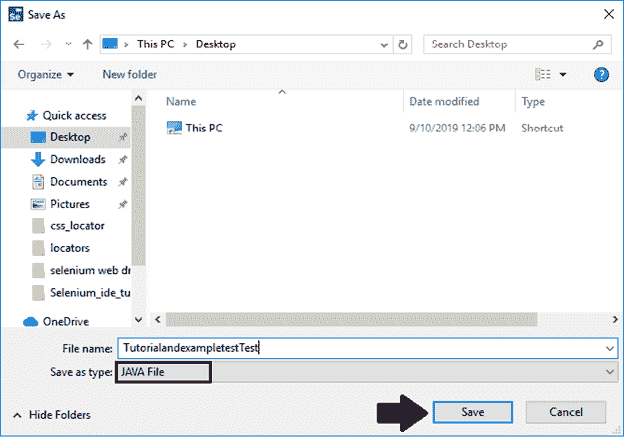 Save As
This PC > Desktop
Search Desktop
Organize
New folder
Name
Date modified
Type
Quick access
Desktop
Downloads
Documents
Pictures
css_locator
locators
selenium web dr
Selenium_ide_tu
OneDrive
This PC
9/10/2019 12:06 PM
Shortcut
File name: TutorialandexampletestTest
Save as type: JAVA File
Hide Folders
Save
Cancel